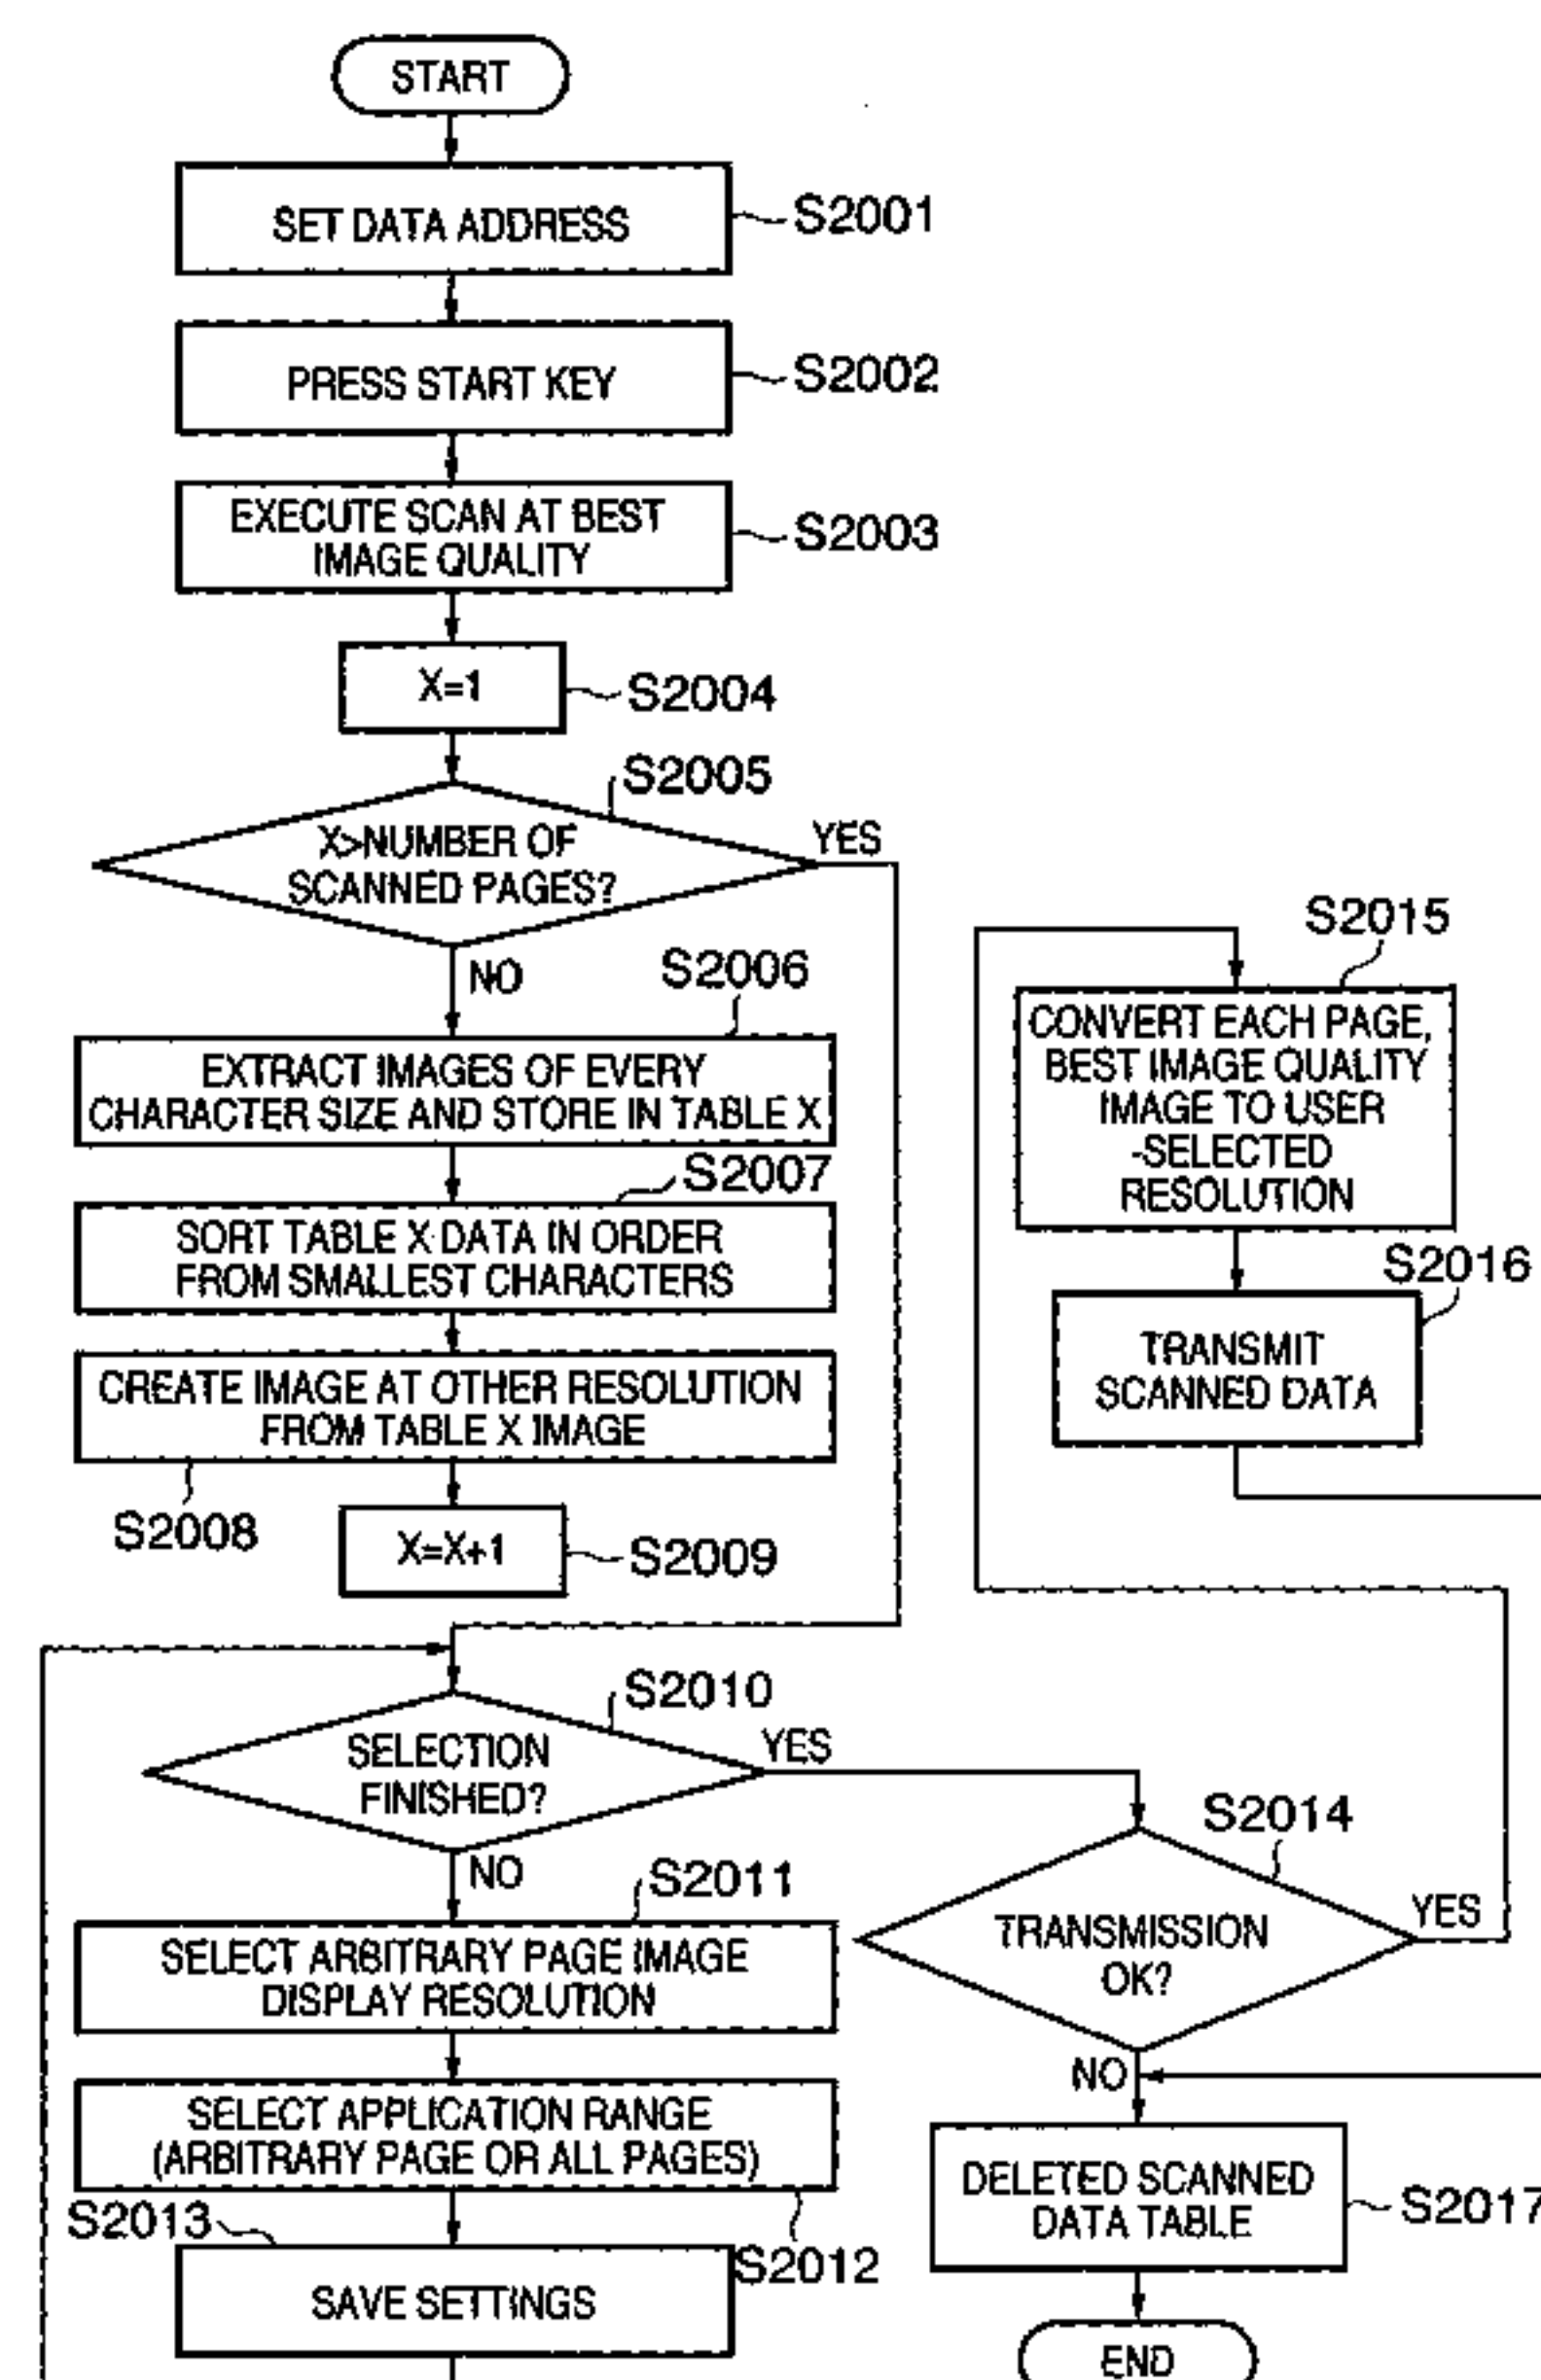 START
SET DATA ADDRESS
S2001
PRESS START KEY
S2002
EXECUTE SCAN AT BEST
IMAGE QUALITY
S2003
X=1
S2004
S2005
X>NUMBER OF
SCANNED PAGES?
YES
NO
S2006
EXTRACT IMAGES OF EVERY
CHARACTER SIZE AND STORE IN TABLE X
S2007
SORT TABLE X DATA IN ORDER
FROM SMALLEST CHARACTERS
CREATE IMAGE AT OTHER RESOLUTION
FROM TABLE X IMAGE
S2008
X=X+1
S2009
S2010
SELECTION
FINISHED?
YES
NO
S2011
SELECT ARBITRARY PAGE IMAGE
DISPLAY RESOLUTION
SELECT APPLICATION RANGE
(ARBITRARY PAGE OR ALL PAGES)
S2012
S2013
SAVE SETTINGS
S2014
TRANSMISSION
OK?
YES
NO
S2015
CONVERT EACH PAGE,
BEST IMAGE QUALITY
IMAGE TO USER
-SELECTED
RESOLUTION
S2016
TRANSMIT
SCANNED DATA
DELETED SCANNED
DATA TABLE
S2017
END